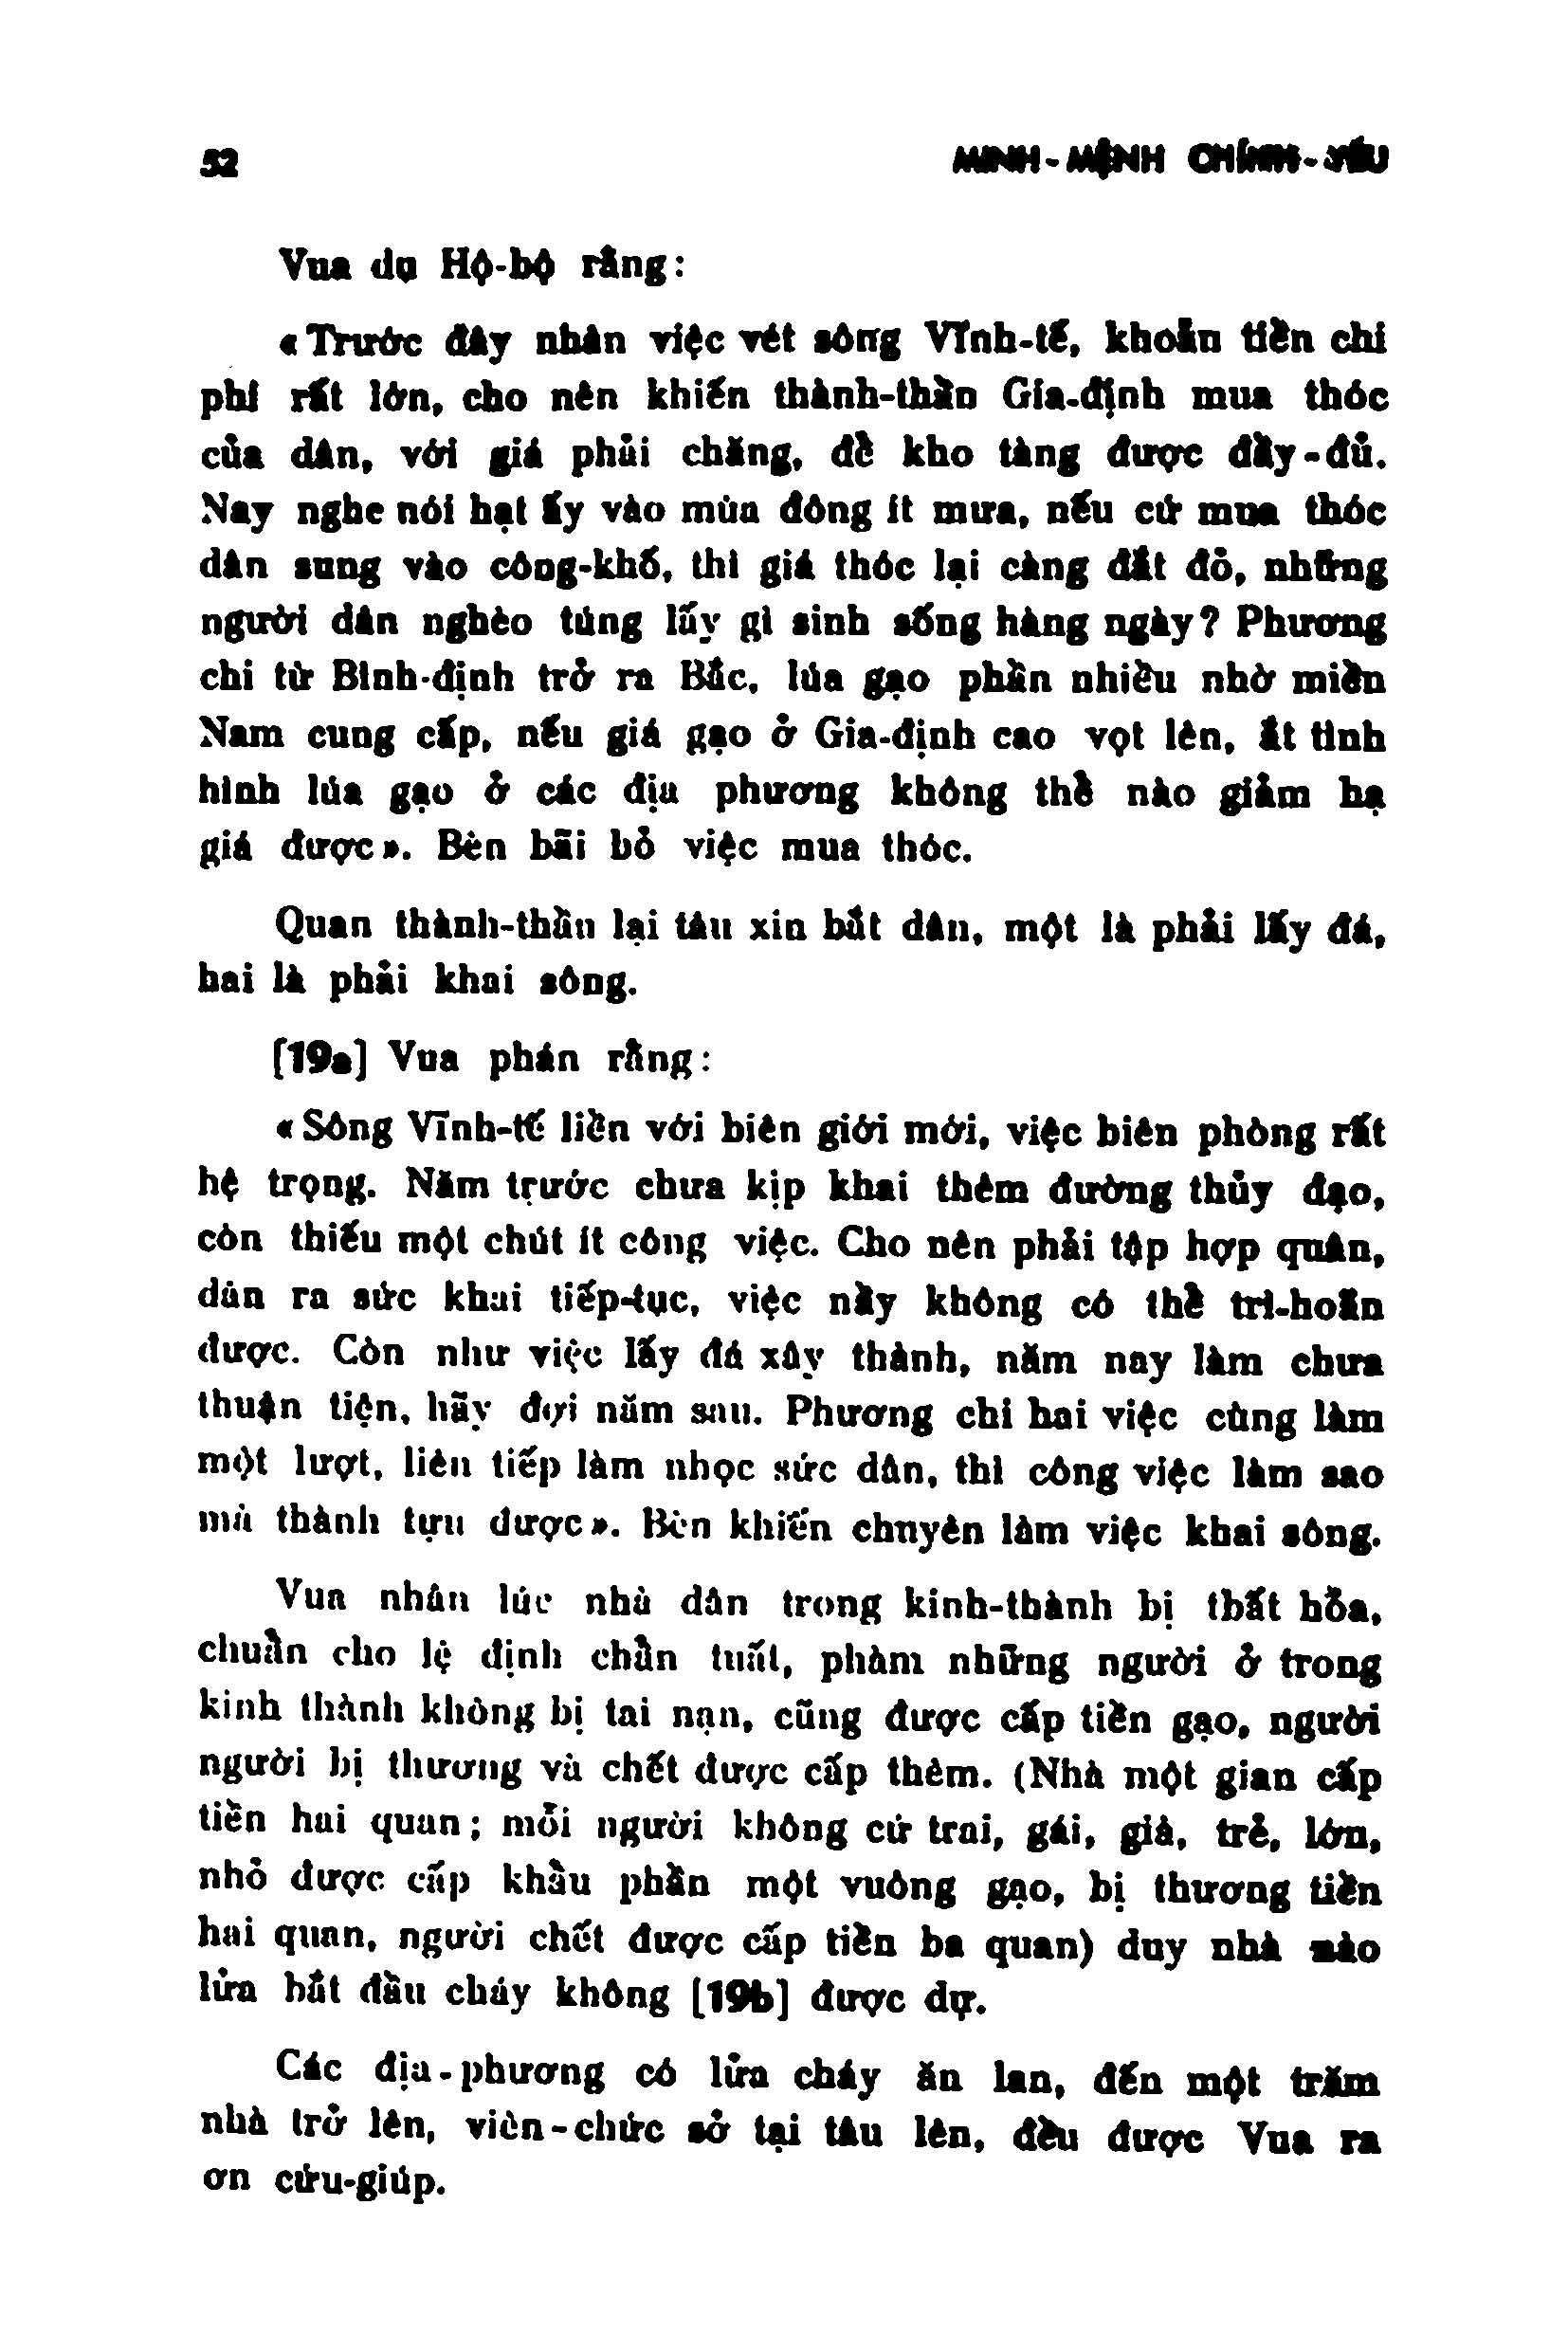 52
MINH-MỆNH CHÍNH-YẾU
Vua dụ Hộ-bộ rằng:
«Trước đây nhân việc vét sông Vĩnh-tế, khoản tiền chi
phí rất lớn, cho nên khiến thành-thần Gia-định mua thóc
của dân, với giá phải chăng, để kho tàng được đầy-đủ.
Nay nghe nói hạt ấy vào mùa đông ít mưa, nếu cứ mua thóc
dân sung vào công-khố, thì giá thóc lại càng đắt đỏ, những
người dân nghèo túng lấy gì sinh sống hàng ngày? Phương
chi từ Bình-định trở ra Bắc, lúa gạo phần nhiều nhờ miền
Nam cung cấp, nếu giá gạo ở Gia-định cao vọt lên, ắt tình
hình lúa gạo ở các địa phương không thể nào giảm hạ
giá được». Bèn bãi bỏ việc mua thóc.
Quan thành-thần lại tâu xin bắt dân, một là phải lấy đá,
hai là phải khai sông.
[19a] Vua phán rằng:
«Sông Vĩnh-tế liền với biên giới mới, việc biên phòng rất
hệ trọng. Năm trước chưa kịp khai thêm đường thủy đạo,
còn thiếu một chút ít công việc. Cho nên phải tập hợp quân,
dân ra sức khai tiếp-tục, việc nầy không có thể trì-hoãn
được. Còn như việc lấy đá xây thành, năm nay làm chưa
thuận tiện, hãy đợi năm sau. Phương chi hai việc cùng làm
một lượt, liên tiếp làm nhọc sức dân, thì công việc làm sao
mà thành tựu được». Bèn khiến chuyên làm việc khai sông.
Vua nhân lúc nhà dân trong kinh-thành bị thất hỏa,
chuẩn cho lệ định chẩn tuất, phàm những người ở trong
kinh thành không bị tai nạn, cũng được cấp tiền gạo, người
người bị thương và chết được cấp thêm. (Nhà một gian cấp
tiền hai quan; mỗi người không cứ trai, gái, già, trẻ, lớn,
nhỏ được cấp khẩu phần một vuông gạo, bị thương tiền
hai quan, người chết được cấp tiền ba quan) duy nhà nào
lửa bắt đầu cháy không [19b] được dự.
Các địa-phương có lửa cháy ăn lan, đến một trăm
nhà trở lên, viên-chức sở tại tâu lên, đều được Vua ra
ơn cứu-giúp.